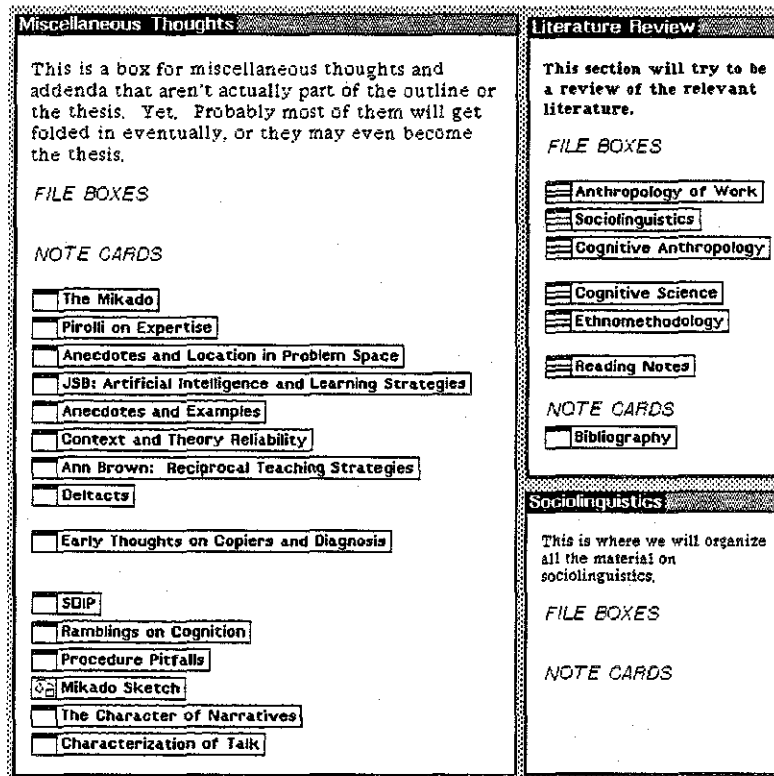 Miscellaneous Thoughts
This is a box for miscellaneous thoughts and
addenda that aren't actually part of the outline or
the thesis. Yet. Probably most of them will get
folded in eventually, or they may even become
the thesis.
FILE BOXES
NOTE CARDS
The Mikado
Pirolli on Expertise
Anecdotes and Location in Problem Space
JSB: Artificial Intelligence and Learning Strategies
Anecdotes and Examples
Context and Theory Reliability
Ann Brown: Reciprocal Teaching Strategies
Deltacts
Early Thoughts on Copiers and Diagnosis
SDIP
Ramblings on Cognition
Procedure Pitfalls
Mikado Sketch
The Character of Narratives
Characterization of Talk
Literature Review
This section will try to be
a review of the relevant
literature.
FILE BOXES
Anthropology of Work
Sociolinguistics
Cognitive Anthropology
Cognitive Science
Ethnomethodology
Reading Notes
NOTE CARDS
Bibliography
Sociolinguistics
This is where we will organize
all the material on
sociolinguistics.
FILE BOXES
NOTE CARDS